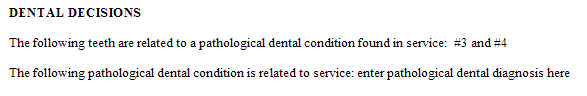 DENTAL DECISIONS
The following teeth are related to a pathological dental condition found in service:  #3 and #4
The following pathological dental condition is related to service: enter pathological dental diagnosis here